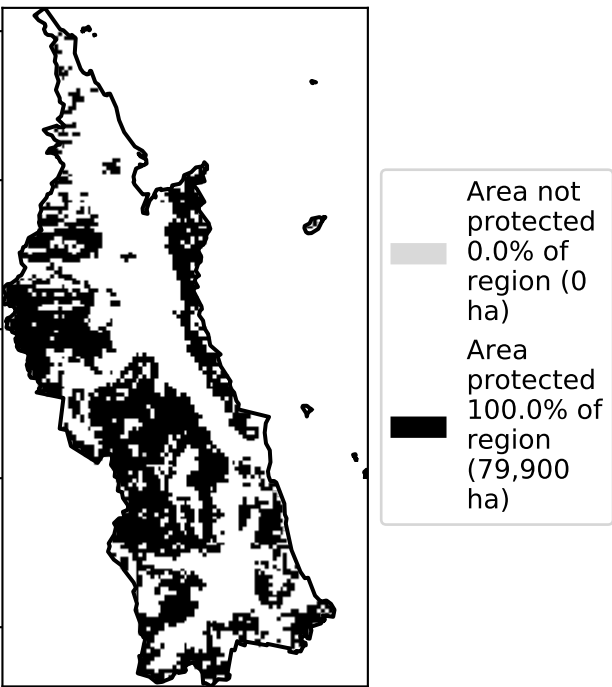 Area not
protected
0.0% of
region (0
ha)
Area
protected
100.0% of
region
(79,900
ha)